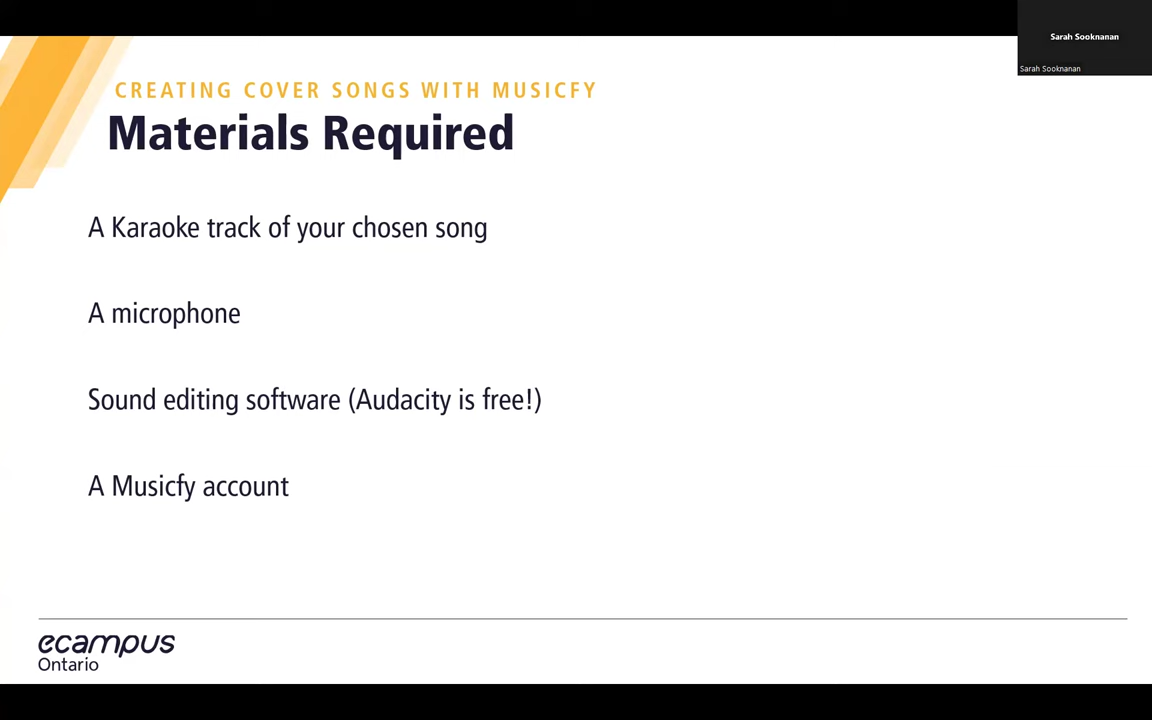 Sarah Sooknanan
Sarah Sooknanan
CREATING COVER SONGS WITH MUSICFY
Materials Required
A Karaoke track of your chosen song
A microphone
Sound editing software (Audacity is free!)
A Musicfy account
ecampus
Ontario